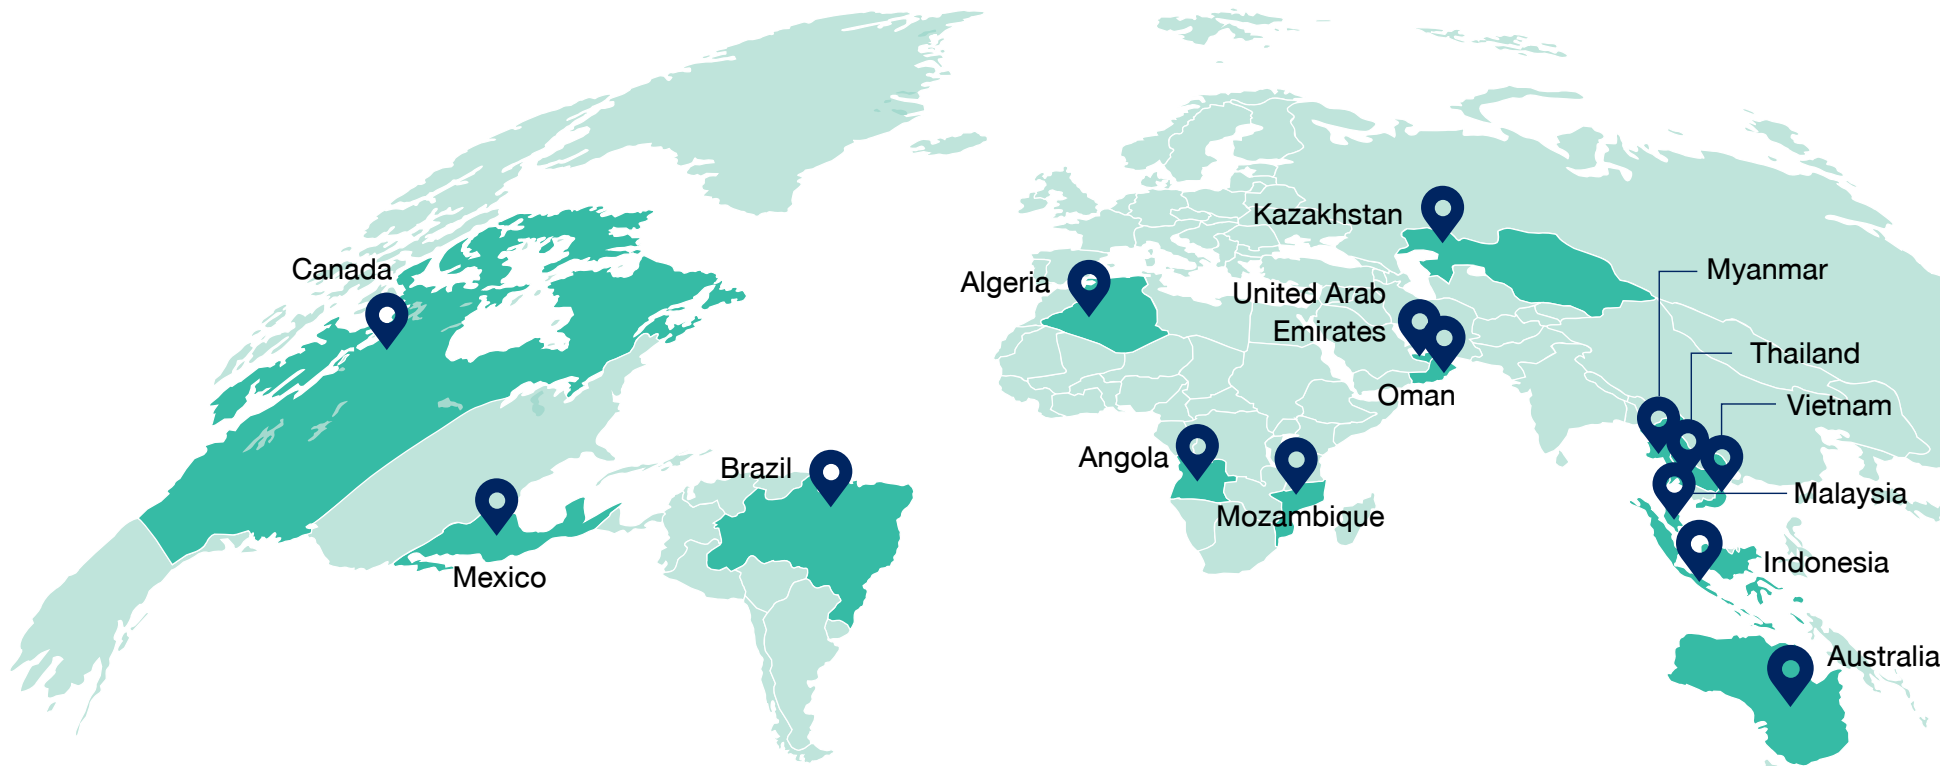 Canada
Mexico
Brazil
Algeria
Angola
Mozambique
Kazakhstan
United Arab
Emirates
Oman
Myanmar
Thailand
Vietnam
Malaysia
Indonesia
Australia